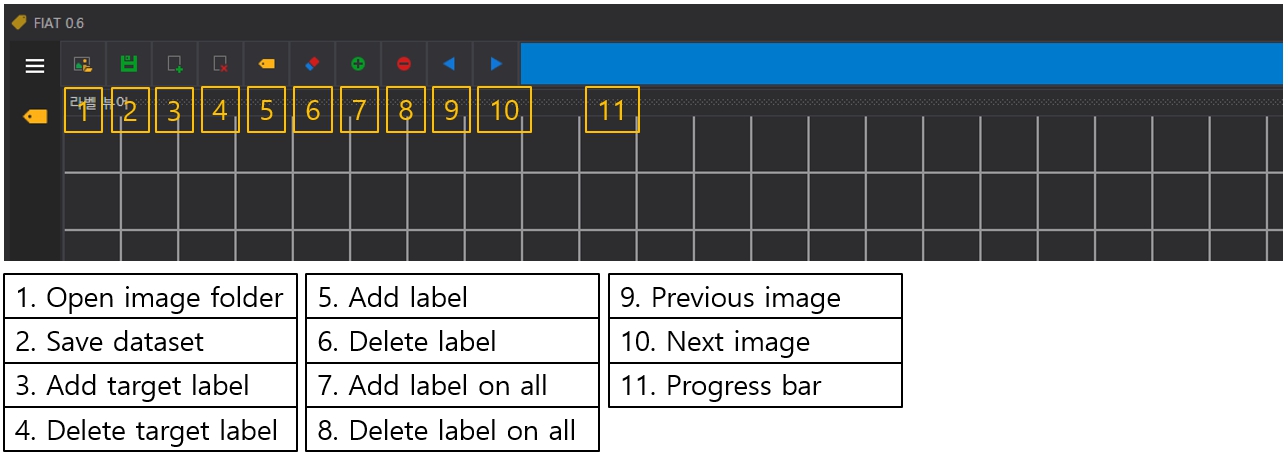 FIAT 0.6
라벨 뷰어
1 2 3 4 5 6 7 8 9 10 11
1. Open image folder
2. Save dataset
3. Add target label
4. Delete target label
5. Add label
6. Delete label
7. Add label on all
8. Delete label on all
9. Previous image
10. Next image
11. Progress bar